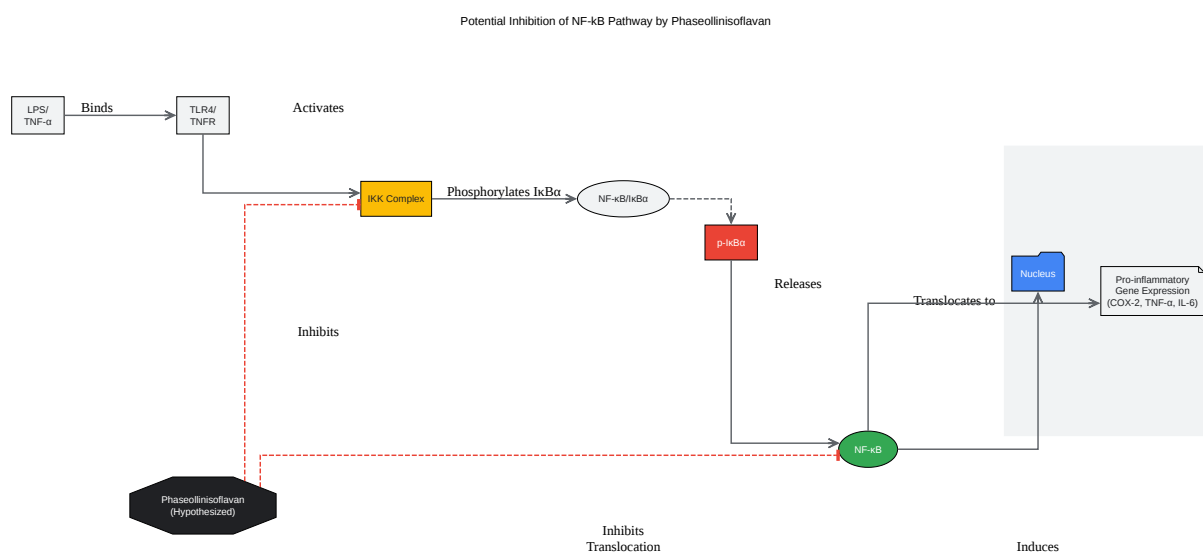 Potential Inhibition of NF-kB Pathway by Phaseollinisoflavan
LPS/
TNF-α
Binds
TLR4/
TNFR
Activates
IKK Complex
Phosphorylates IκBα
NF-κB/IκBα
p-IκBα
Releases
Nucleus
Pro-inflammatory
Gene Expression
(COX-2, TNF-α, IL-6)
Translocates to
Inhibits
NF-κB
Phaseollinisoflavan
(Hypothesized)
Inhibits
Translocation
Induces